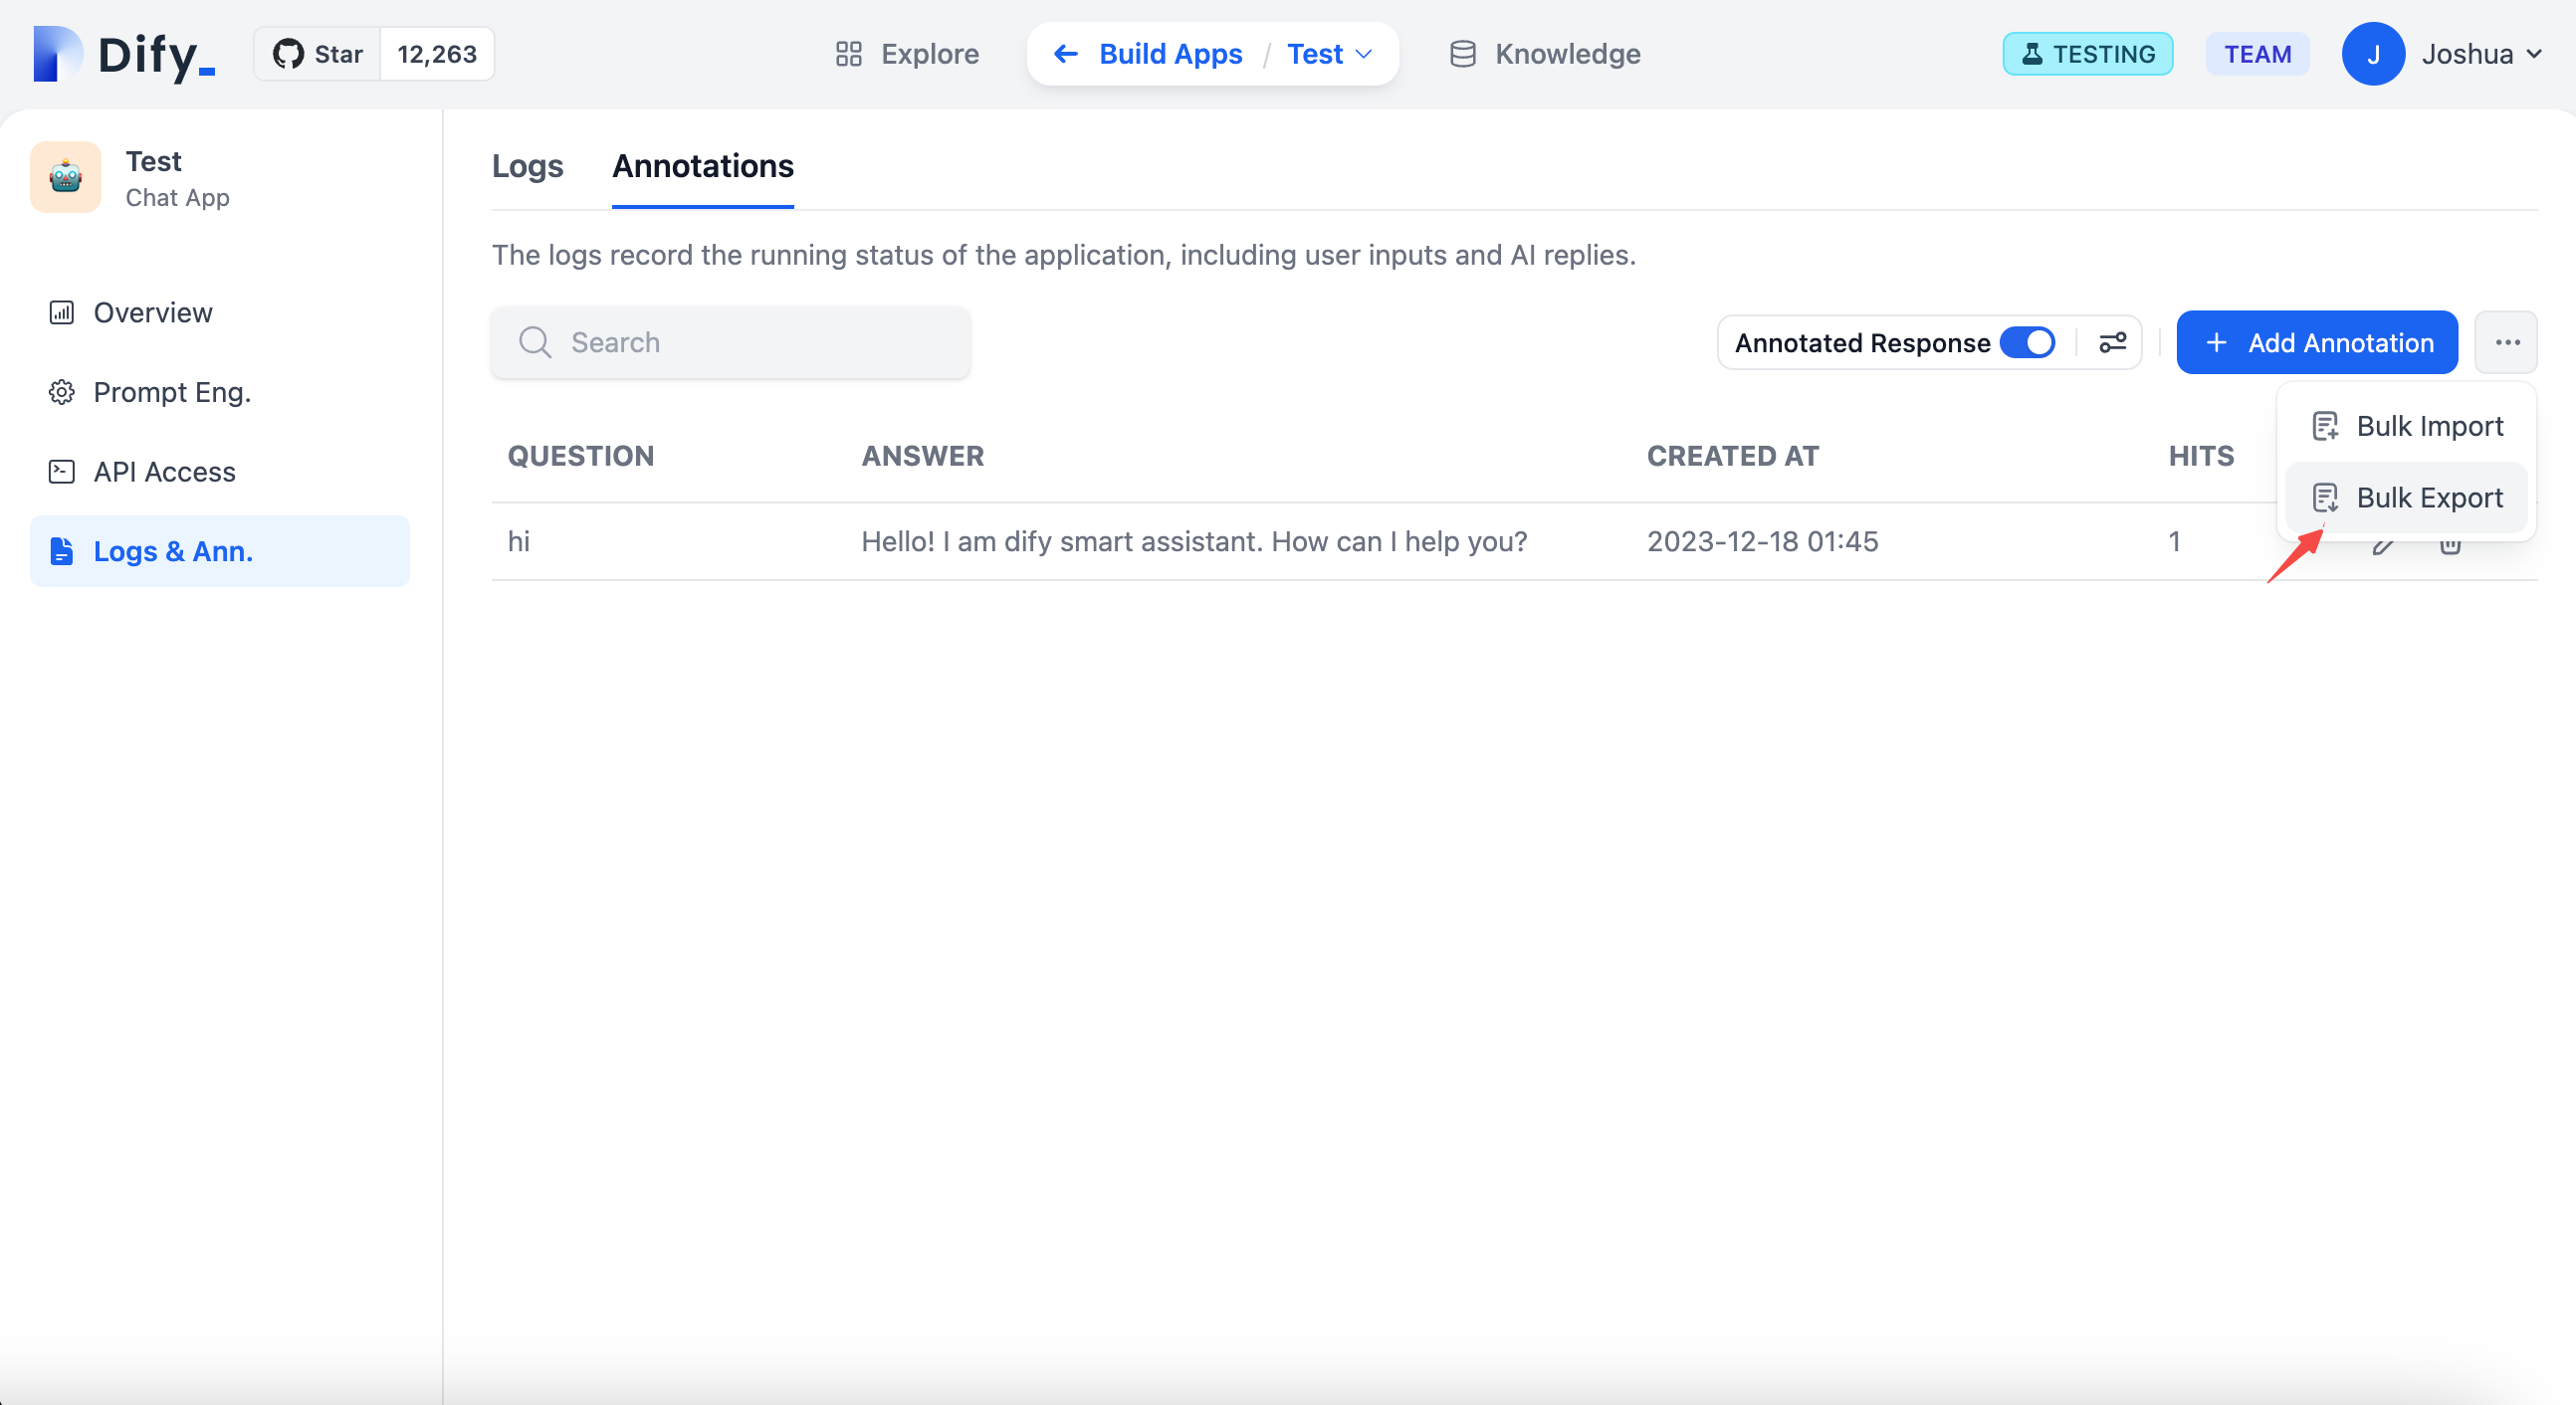 Dify_
Star 12,263
Explore
Build Apps / Test
Knowledge
TESTING
TEAM
J Joshua
Test
Chat App
Overview
Prompt Eng.
API Access
Logs & Ann.
Logs Annotations
The logs record the running status of the application, including user inputs and AI replies.
Search
Annotated Response
+ Add Annotation
Bulk Import
Bulk Export
QUESTION ANSWER CREATED AT HITS
hi Hello! I am dify smart assistant. How can I help you? 2023-12-18 01:45 1